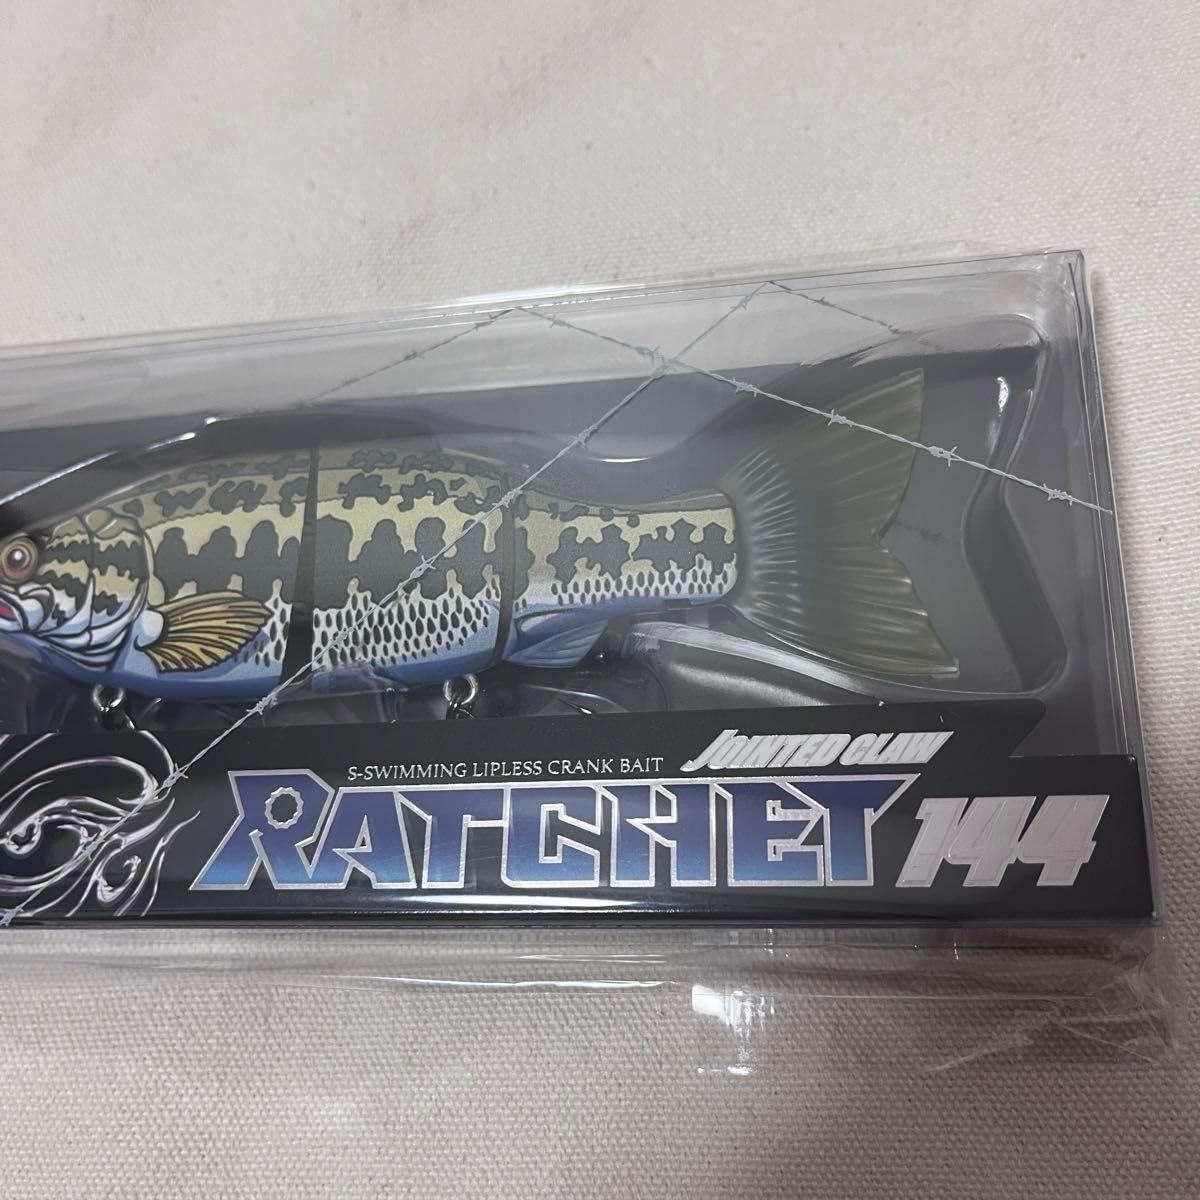 JOINTED CLAW
S-SWIMMING LIPLESS CRANK BAIT
RATCHET 144